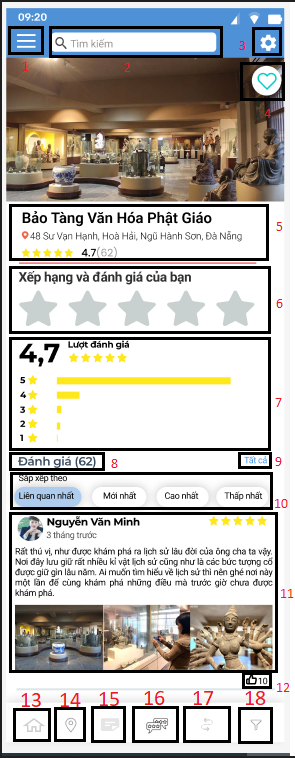 09:20
Tìm kiếm
1
2
3
4
Bảo Tàng Văn Hóa Phật Giáo
48 Sư Vạn Hạnh, Hoà Hải, Ngũ Hành Sơn, Đà Nẵng
4.7(62)
5
Xếp hạng và đánh giá của bạn
6
4,7
Lượt đánh giá
5
4
3
2
1
7
Đánh giá (62)
8
Tất cả
9
Sắp xếp theo
Liên quan nhất
Mới nhất
Cao nhất
Thấp nhất
10
Nguyễn Văn Minh
3 tháng trước
Rất thú vị, như được khám phá ra lịch sử lâu đời của ông cha ta vậy.
Nơi đây lưu giữ rất nhiều kỉ vật lịch sử cũng như là các bức tượng cổ
được giữ gìn lâu năm. Ai muốn tìm hiểu về lịch sử thì nên ghé nơi này
một lần để cùng khám phá những điều mà trước giờ chưa được
khám phá.
11
10
12
13
14
15
16
17
18